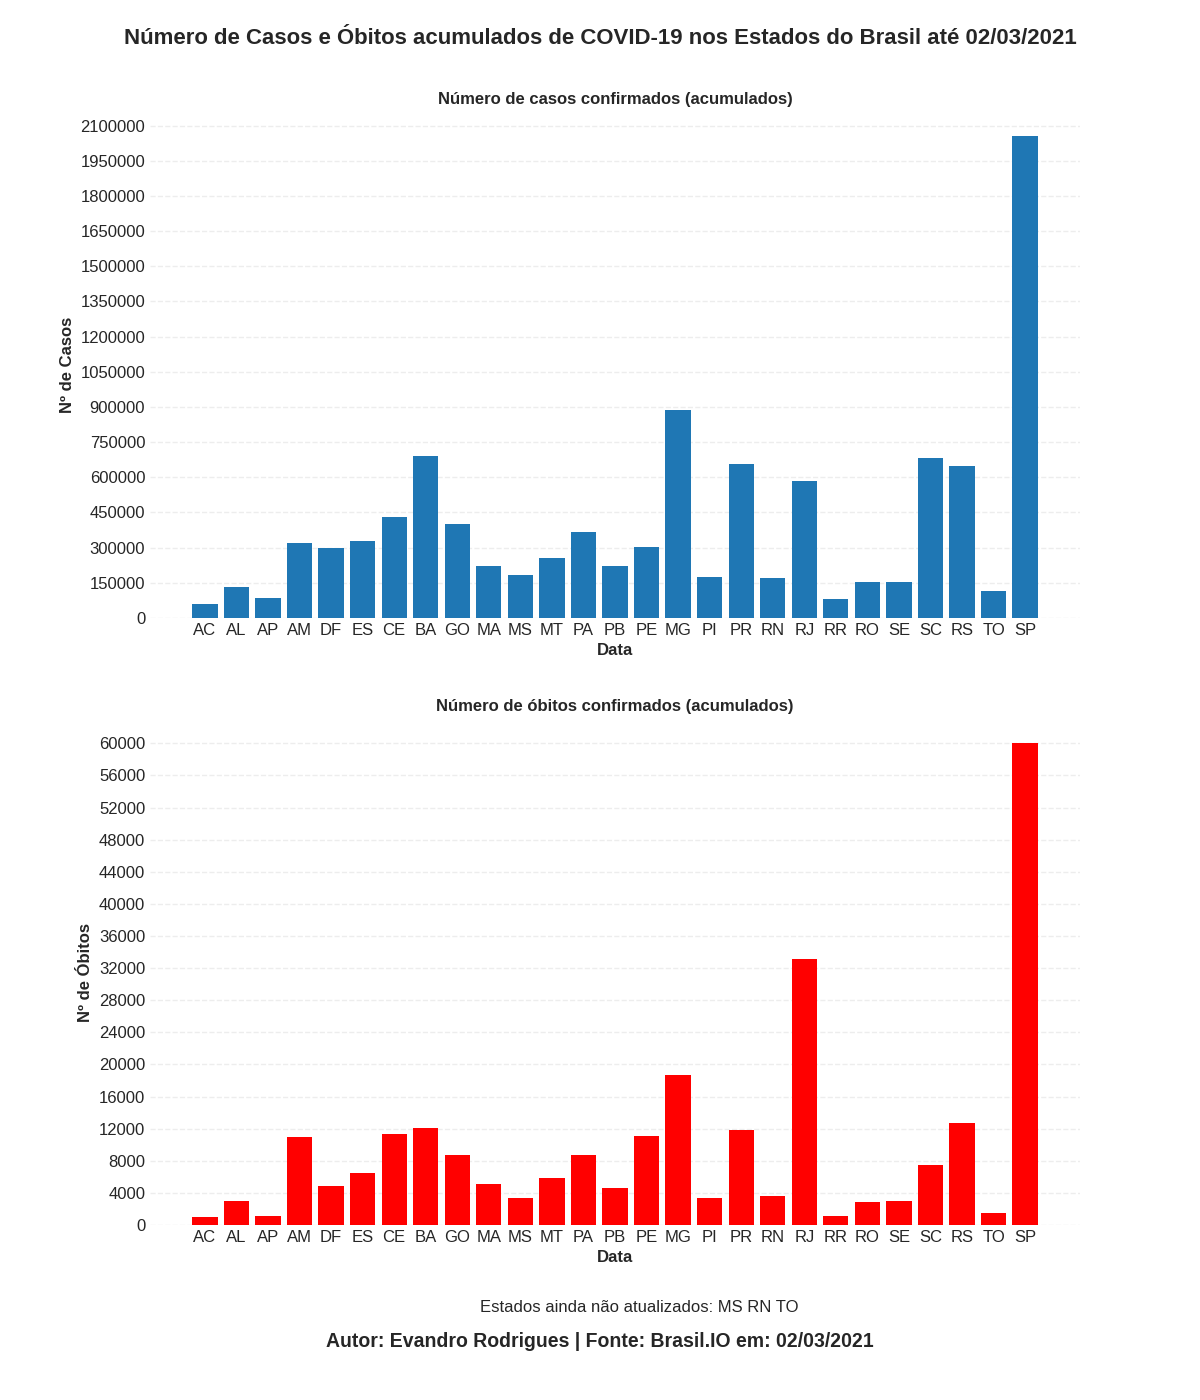 Número de Casos e Óbitos acumulados de COVID-19 nos Estados do Brasil até 02/03/2021
Número de casos confirmados (acumulados)
2100000
1950000
1800000
1650000
1500000
1350000
1200000
1050000
900000
750000
600000
450000
300000
150000
0
Nº de Casos
AC AL AP AM DF ES CE BA GO MA MS MT PA PB PE MG PI PR RN RJ RR RO SE SC RS TO SP
Data
Número de óbitos confirmados (acumulados)
60000
56000
52000
48000
44000
40000
36000
32000
28000
24000
20000
16000
12000
8000
4000
0
Nº de Óbitos
AC AL AP AM DF ES CE BA GO MA MS MT PA PB PE MG PI PR RN RJ RR RO SE SC RS TO SP
Data
Estados ainda não atualizados: MS RN TO
Autor: Evandro Rodrigues | Fonte: Brasil.IO em: 02/03/2021